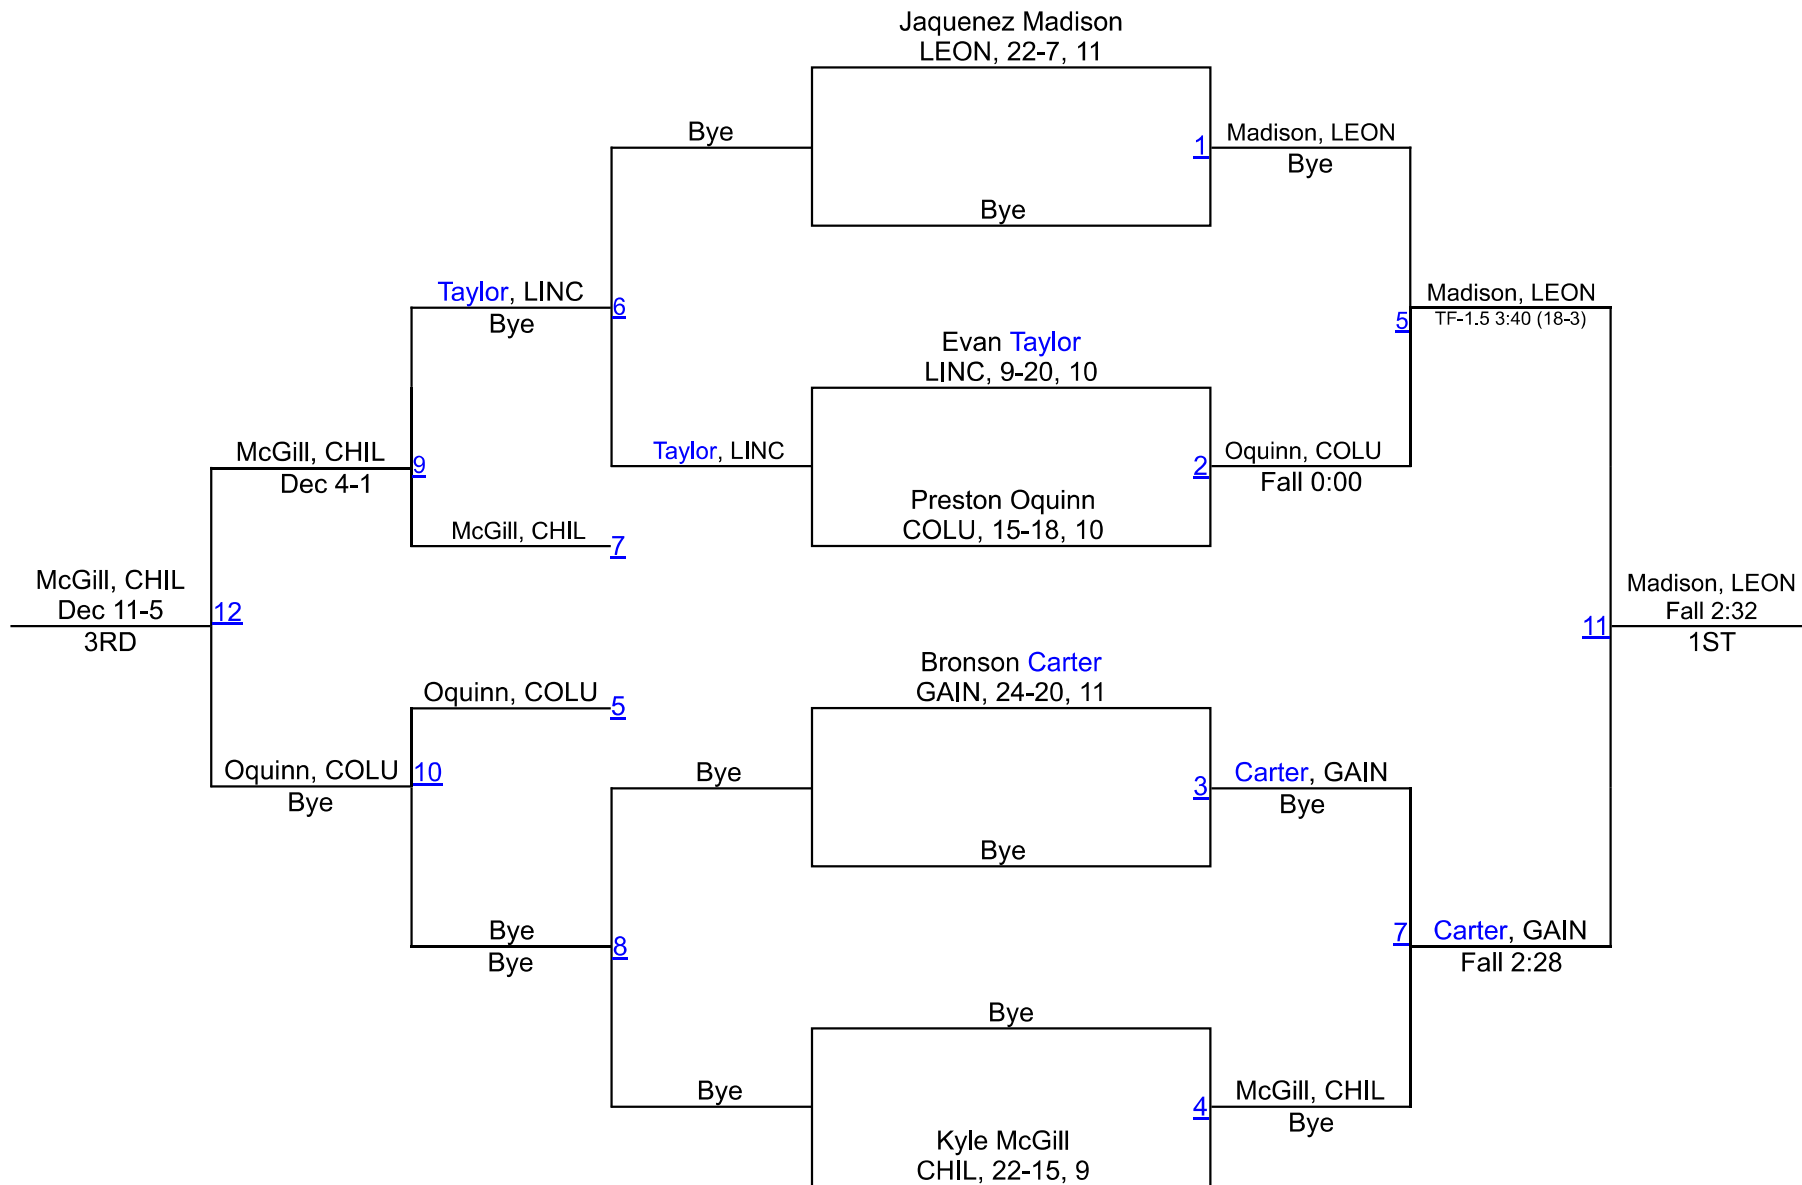 Jaquenez Madison
LEON, 22-7, 11
Bye
1
Madison, LEON
Bye
Bye
Taylor, LINC
Bye
6
Madison, LEON
TF-1.5 3:40 (18-3)
5
Evan Taylor
LINC, 9-20, 10
McGill, CHIL
Dec 4-1
9
Taylor, LINC
2
Oquinn, COLU
Fall 0:00
Preston Oquinn
COLU, 15-18, 10
McGill, CHIL
7
McGill, CHIL
Dec 11-5
3RD
12
Madison, LEON
Fall 2:32
1ST
11
Bronson Carter
GAIN, 24-20, 11
Oquinn, COLU
5
Oquinn, COLU
Bye
10
Bye
3
Carter, GAIN
Bye
Bye
Bye
Bye
8
7
Carter, GAIN
Fall 2:28
Bye
Bye
4
McGill, CHIL
Bye
Kyle McGill
CHIL, 22-15, 9